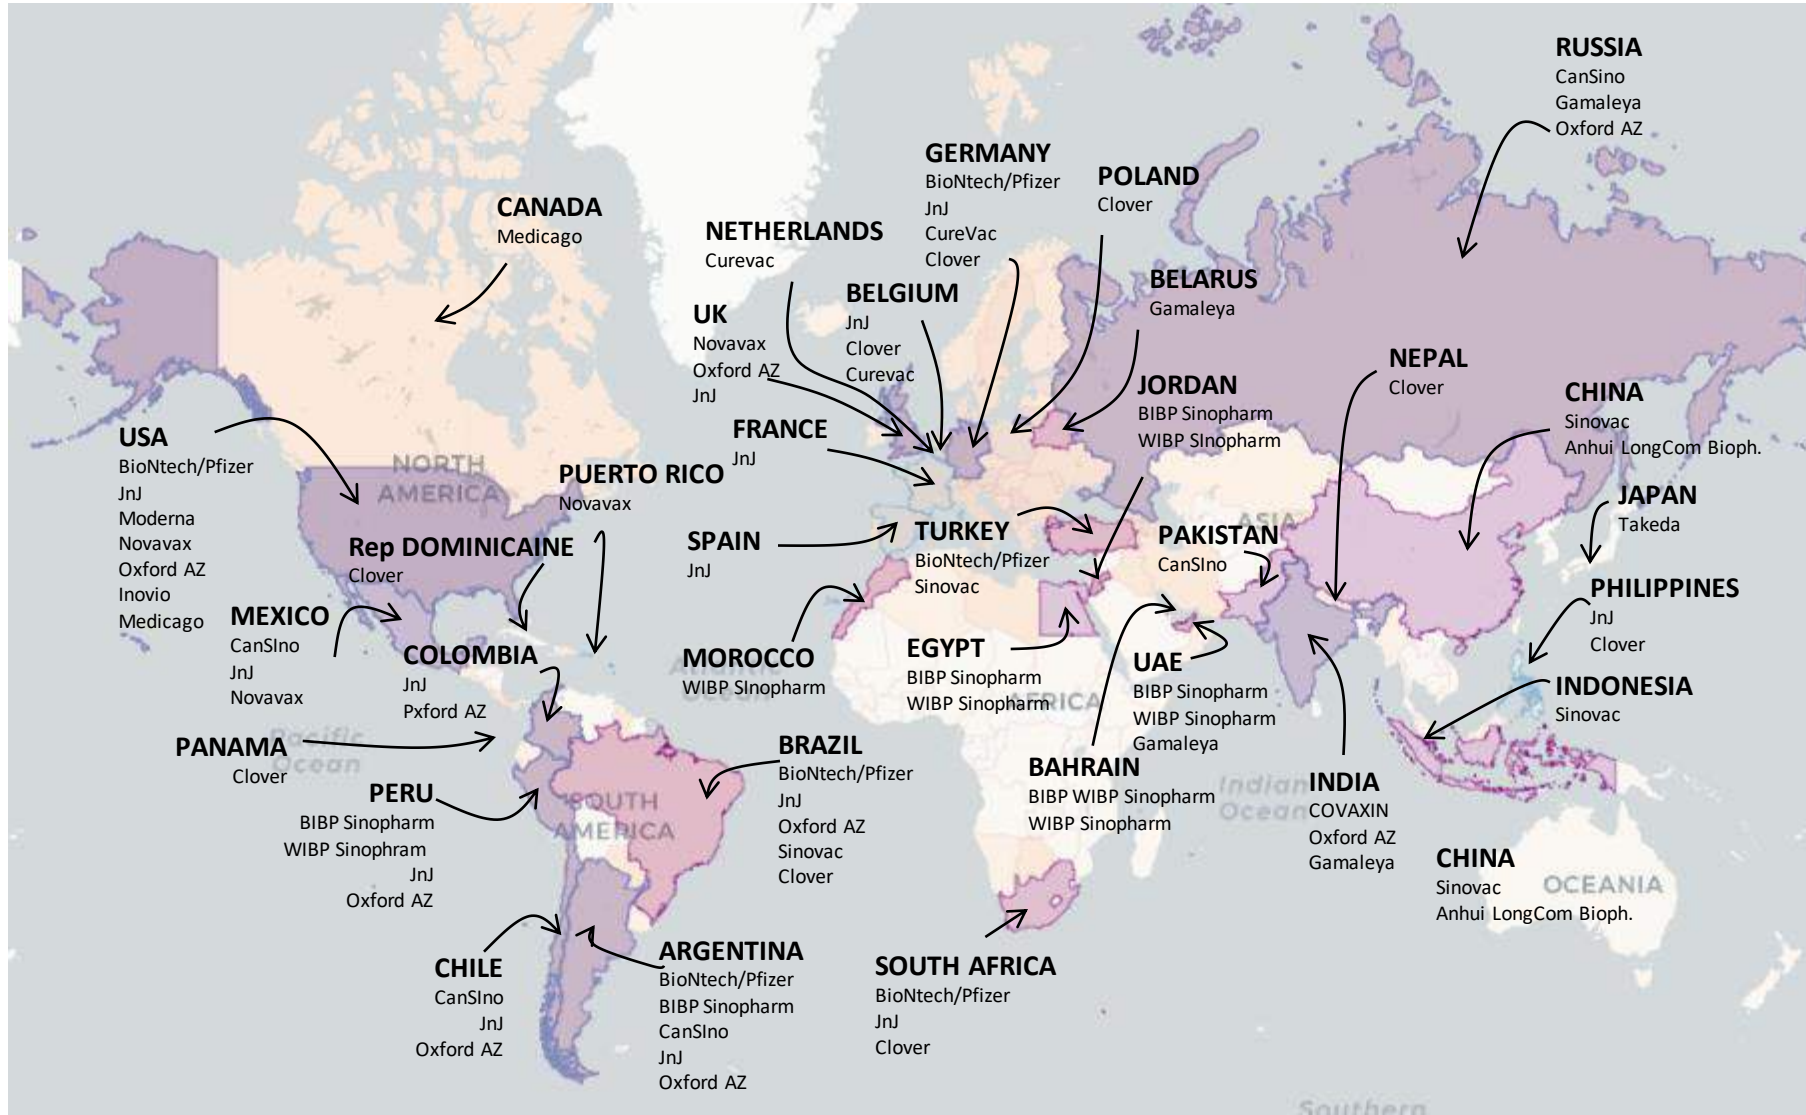 RUSSIA
CanSino
Gamaleya
Oxford AZ
GERMANY
BioNtech/Pfizer
JnJ
CureVac
Clover
POLAND
Clover
CANADA
Medicago
NETHERLANDS
Curevac
BELGIUM
JnJ
Clover
Curevac
BELARUS
Gamaleya
UK
Novavax
Oxford AZ
JnJ
NEPAL
Clover
JORDAN
BIBP Sinopharm
WIBP SInopharm
CHINA
Sinovac
Anhui LongCom Bioph.
FRANCE
JnJ
USA
BioNtech/Pfizer
JnJ
Moderna
Novavax
Oxford AZ
Inovio
Medicago
NORTH
AMERICA
PUERTO RICO
Novavax
JAPAN
Takeda
ASIA
Rep DOMINICAINE
Clover
SPAIN
JnJ
TURKEY
BioNtech/Pfizer
Sinovac
PAKISTAN
CanSIno
PHILIPPINES
JnJ
Clover
MEXICO
CanSIno
JnJ
Novavax
COLOMBIA
JnJ
Pxford AZ
MOROCCO
WIBP SInopharm
Atlantic
Ocean
EGYPT
BIBP Sinopharm
WIBP Sinopharm
AFRICA
UAE
BIBP Sinopharm
WIBP Sinopharm
Gamaleya
INDONESIA
Sinovac
Pacific
Ocean
PANAMA
Clover
BRAZIL
BioNtech/Pfizer
JnJ
Oxford AZ
Sinovac
Clover
BAHRAIN
BIBP WIBP Sinopharm
WIBP Sinopharm
Indian
Ocean
INDIA
COVAXIN
Oxford AZ
Gamaleya
PERU
BIBP Sinopharm
WIBP Sinophram
JnJ
Oxford AZ
SOUTH
AMERICA
CHINA
Sinovac
Anhui LongCom Bioph.
OCEANIA
CHILE
CanSIno
JnJ
Oxford AZ
ARGENTINA
BioNtech/Pfizer
BIBP Sinopharm
CanSIno
JnJ
Oxford AZ
SOUTH AFRICA
BioNtech/Pfizer
JnJ
Clover
Southern